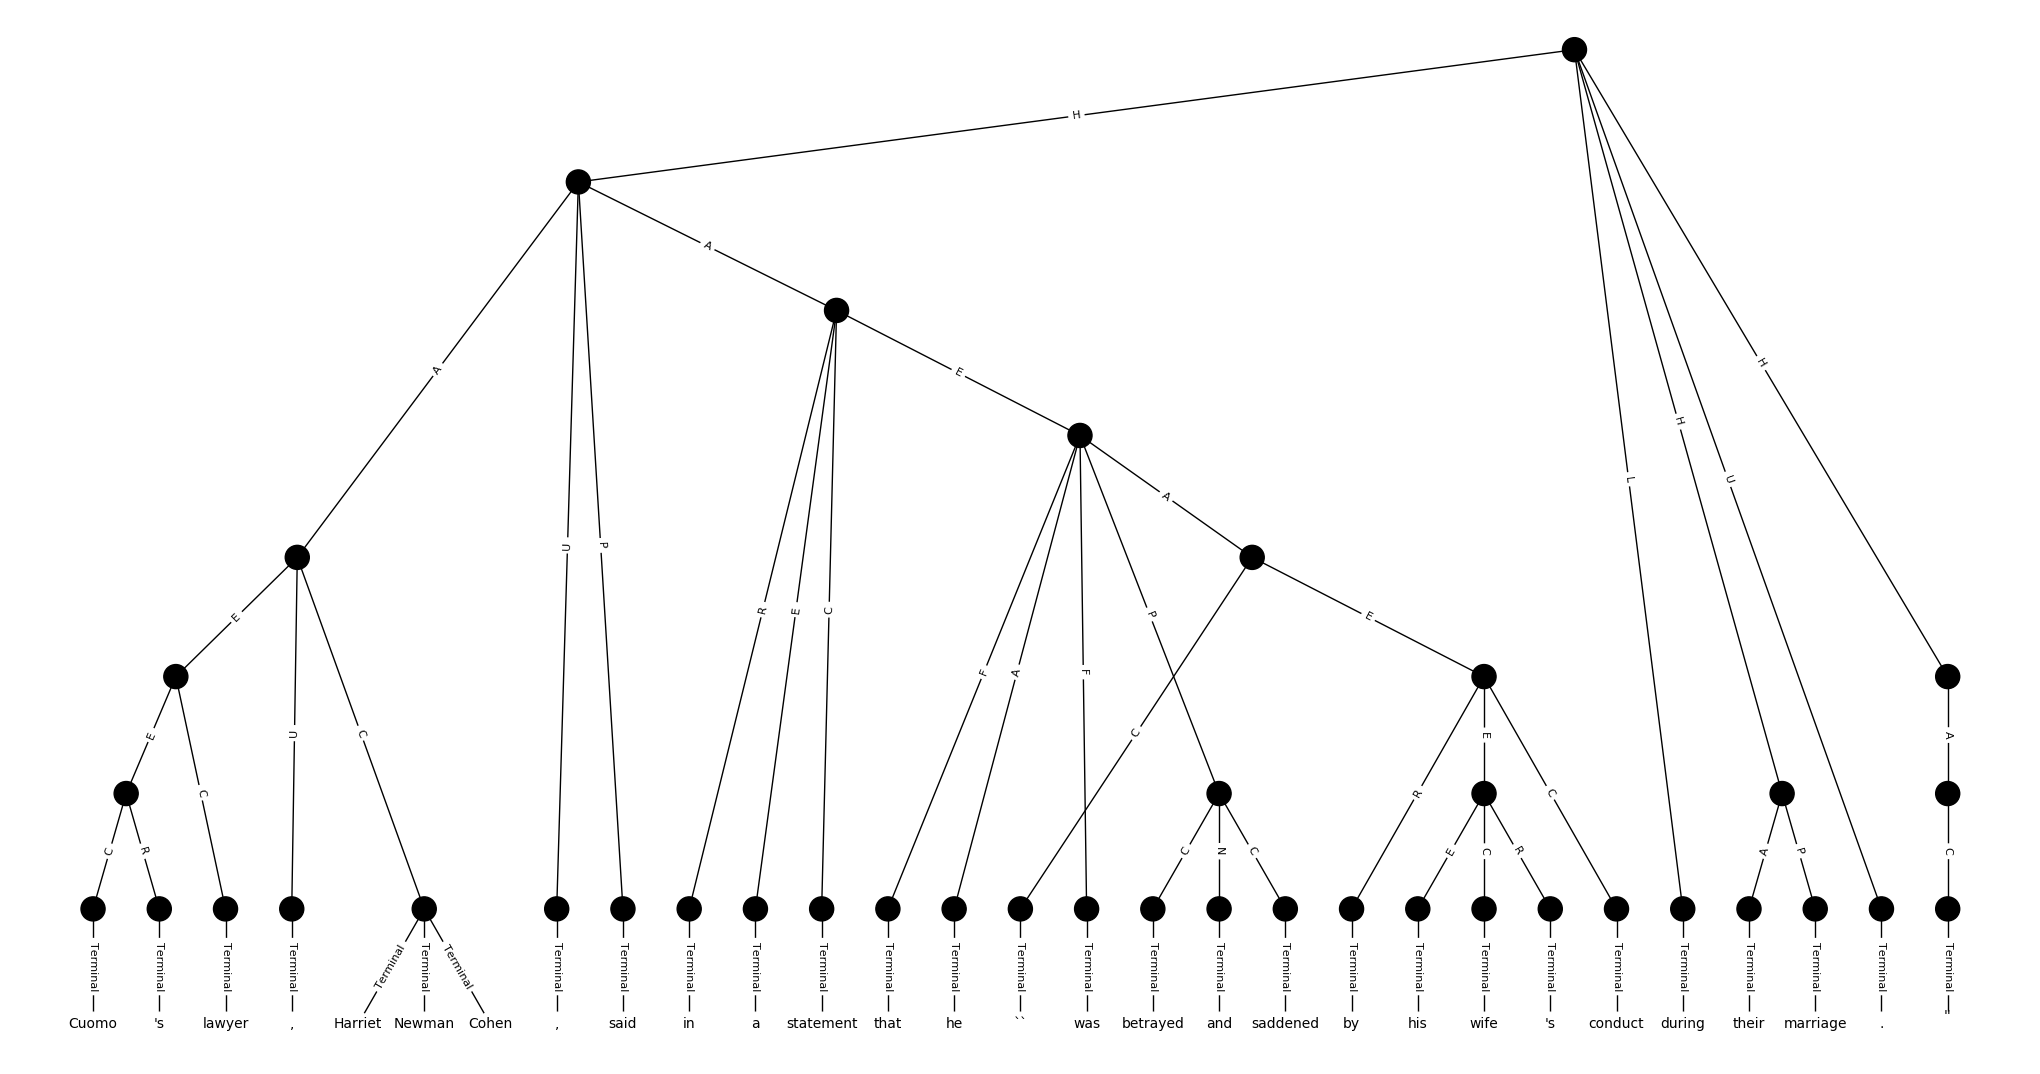 H
A
A
E
A
U
P
R
E
C
F
A
F
P
C
E
L
H
U
H
E
U
C
E
C
R
E
C
A
C
R
C
N
C
E
C
R
A
P
C
Terminal Terminal Terminal Terminal Terminal Terminal Terminal Terminal Terminal Terminal Terminal Terminal Terminal Terminal Terminal Terminal Terminal Terminal Terminal Terminal Terminal Terminal Terminal Terminal Terminal Terminal Terminal Terminal Terminal
Cuomo 's lawyer , Harriet Newman Cohen , said in a statement that he `` was betrayed and saddened by his wife 's conduct during their marriage . "